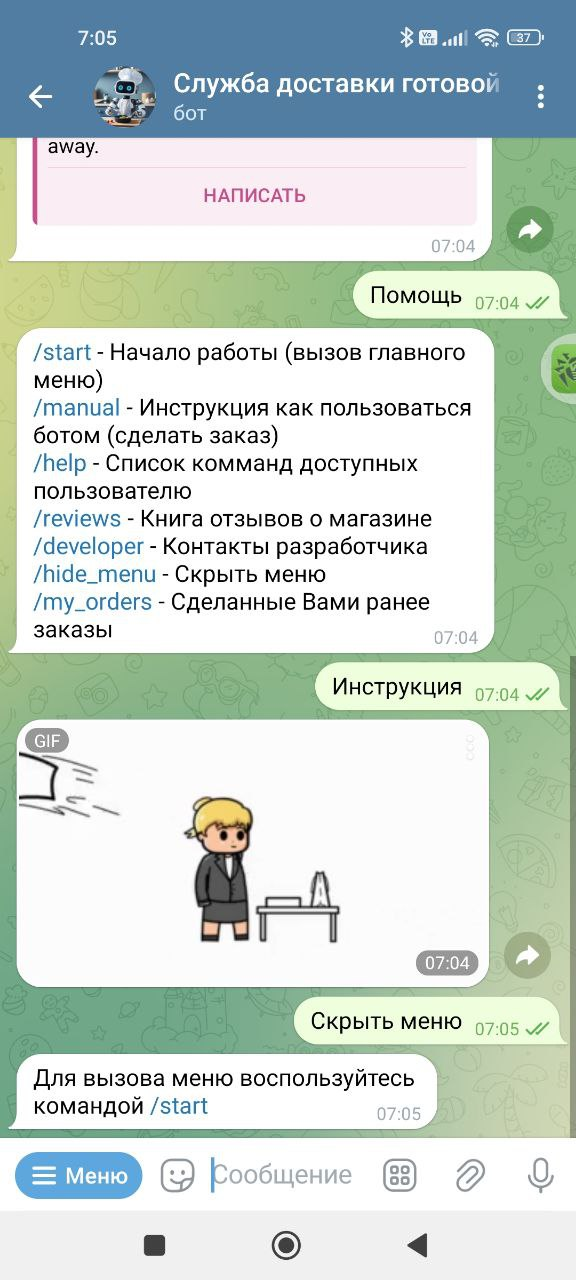 7:05
Vo LTE
37
Служба доставки готовой
бот
away.
НАПИСАТЬ
07:04
Помощь 07:04
/start - Начало работы (вызов главного
меню)
/manual - Инструкция как пользоваться
ботом (сделать заказ)
/help - Список комманд доступных
пользователю
/reviews - Книга отзывов о магазине
/developer - Контакты разработчика
/hide_menu - Скрыть меню
/my_orders - Сделанные Вами ранее
заказы
07:04
Инструкция 07:04
GIF
07:04
Скрыть меню 07:05
Для вызова меню воспользуйтесь
командой /start
07:05
Меню
Сообщение